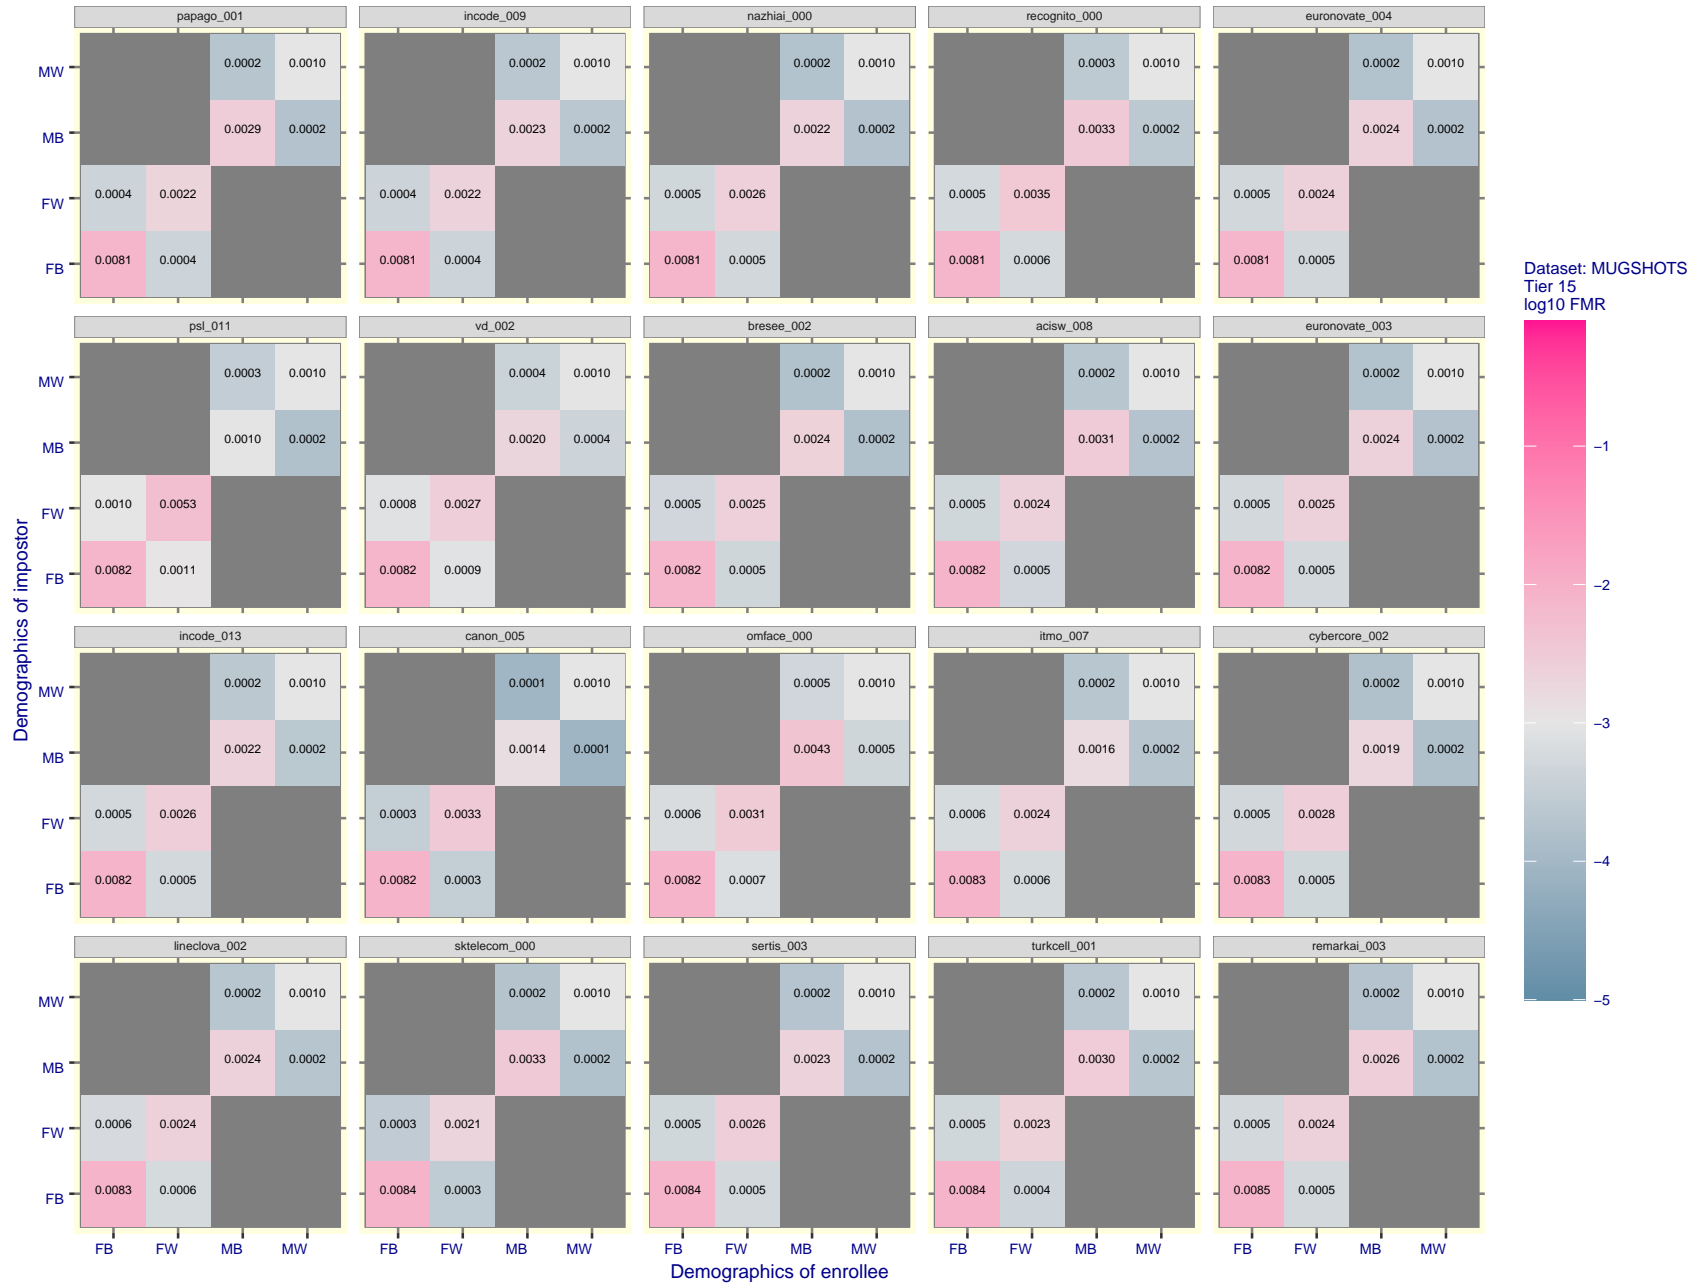 papago_001 incode_009 nazhiai_000 recognito_000 euronovate_004
MW 0.0002 0.0010 0.0002 0.0010 0.0002 0.0010 0.0003 0.0010 0.0002 0.0010
MB 0.0029 0.0002 0.0023 0.0002 0.0022 0.0002 0.0033 0.0002 0.0024 0.0002
FW 0.0004 0.0022 0.0004 0.0022 0.0005 0.0026 0.0005 0.0035 0.0005 0.0024
FB 0.0081 0.0004 0.0081 0.0004 0.0081 0.0005 0.0081 0.0006 0.0081 0.0005
psl_011 vd_002 bresee_002 acisw_008 euronovate_003
MW 0.0003 0.0010 0.0004 0.0010 0.0002 0.0010 0.0002 0.0010 0.0002 0.0010
MB 0.0010 0.0002 0.0020 0.0004 0.0024 0.0002 0.0031 0.0002 0.0024 0.0002
FW 0.0010 0.0053 0.0008 0.0027 0.0005 0.0025 0.0005 0.0024 0.0005 0.0025
FB 0.0082 0.0011 0.0082 0.0009 0.0082 0.0005 0.0082 0.0005 0.0082 0.0005
incode_013 canon_005 omface_000 itmo_007 cybercore_002
MW 0.0002 0.0010 0.0001 0.0010 0.0005 0.0010 0.0002 0.0010 0.0002 0.0010
MB 0.0022 0.0002 0.0014 0.0001 0.0043 0.0005 0.0016 0.0002 0.0019 0.0002
FW 0.0005 0.0026 0.0003 0.0033 0.0006 0.0031 0.0006 0.0024 0.0005 0.0028
FB 0.0082 0.0005 0.0082 0.0003 0.0082 0.0007 0.0083 0.0006 0.0083 0.0005
lineclova_002 sktelecom_000 sertis_003 turkcell_001 remarkai_003
MW 0.0002 0.0010 0.0002 0.0010 0.0002 0.0010 0.0002 0.0010 0.0002 0.0010
MB 0.0024 0.0002 0.0033 0.0002 0.0023 0.0002 0.0030 0.0002 0.0026 0.0002
FW 0.0006 0.0024 0.0003 0.0021 0.0005 0.0026 0.0005 0.0023 0.0005 0.0024
FB 0.0083 0.0006 0.0084 0.0003 0.0084 0.0005 0.0084 0.0004 0.0085 0.0005
FB FW MB MW FB FW MB MW FB FW MB MW FB FW MB MW FB FW MB MW
Demographics of enrollee
Demographics of impostor
Dataset: MUGSHOTS
Tier 15
log10 FMR
−1
−2
−3
−4
−5